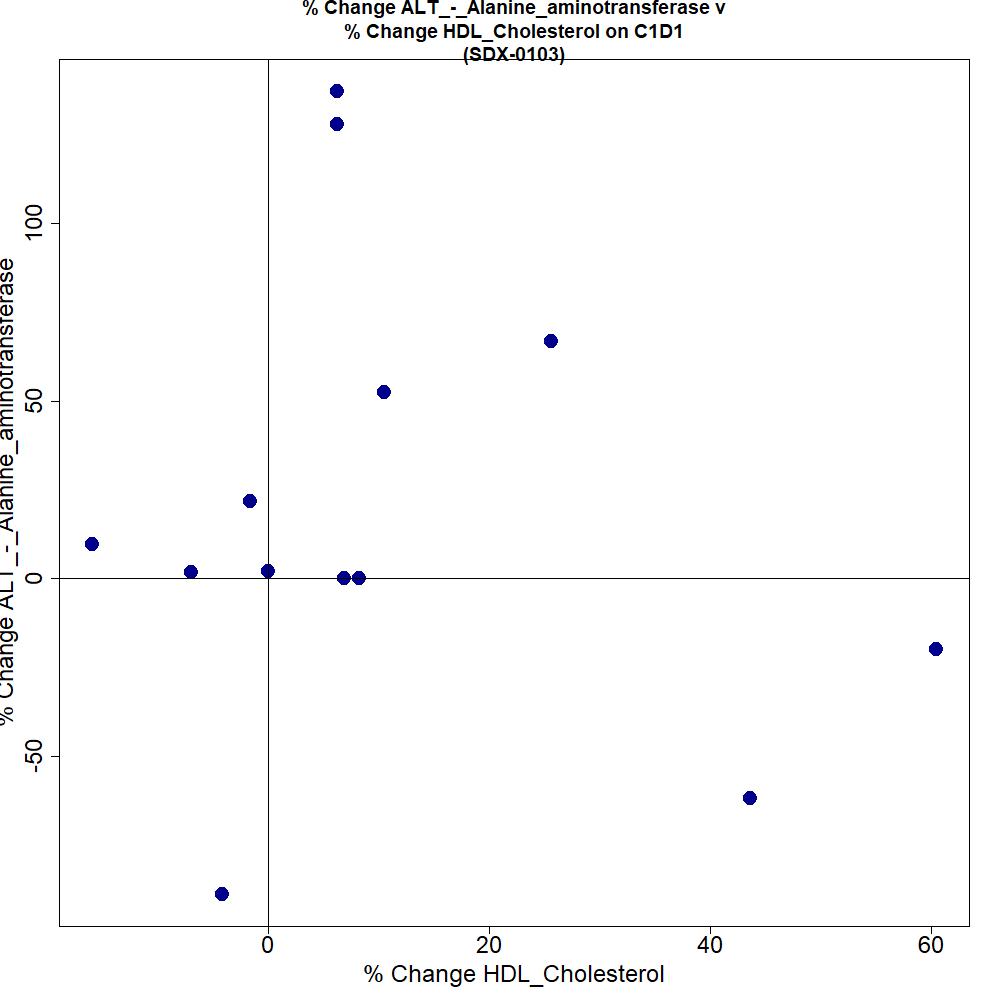 % Change ALT_-_Alanine_aminotransferase v
% Change HDL_Cholesterol on C1D1
(SDX-0103)
% Change ALT_-_Alanine_aminotransferase
100
50
0
-50
0 20 40 60
% Change HDL_Cholesterol